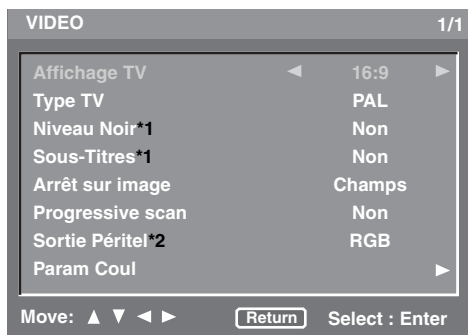 VIDEO 1/1
Affichage TV ◄ 16:9 ►
Type TV PAL
Niveau Noir*1 Non
Sous-Titres*1 Non
Arrêt sur image Champs
Progressive scan Non
Sortie Péritel*2 RGB
Param Coul ►
Move: ▲ ▼ ◄ ► Return Select : Enter